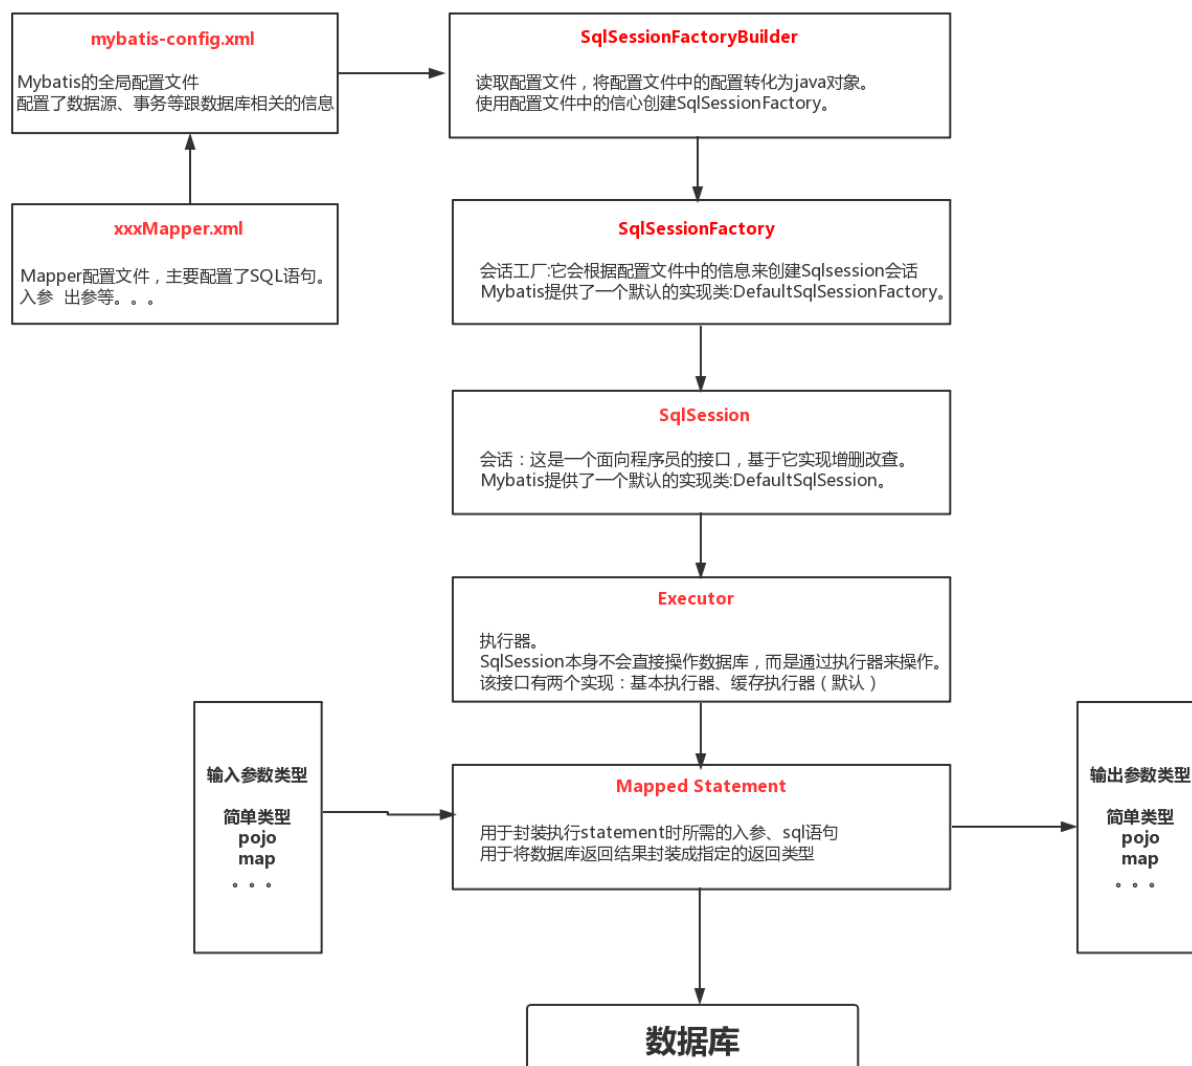 mybatis-config.xml
Mybatis的全局配置文件
配置了数据源、事务等跟数据库相关的信息
SqlSessionFactoryBuilder
读取配置文件，将配置文件中的配置转化为java对象。
使用配置文件中的信心创建SqlSessionFactory。
xxxMapper.xml
Mapper配置文件，主要配置了SQL语句。
入参 出参等。。。
SqlSessionFactory
会话工厂:它会根据配置文件中的信息来创建Sqlsession会话
Mybatis提供了一个默认的实现类:DefaultSqlSessionFactory。
SqlSession
会话：这是一个面向程序员的接口，基于它实现增删改查。
Mybatis提供了一个默认的实现类:DefaultSqlSession。
Executor
执行器。
SqlSession本身不会直接操作数据库，而是通过执行器来操作。
该接口有两个实现：基本执行器、缓存执行器（默认）
输入参数类型
简单类型
pojo
map
。。。
Mapped Statement
用于封装执行statement时所需的入参、sql语句
用于将数据库返回结果封装成指定的返回类型
输出参数类型
简单类型
pojo
map
。。。
数据库